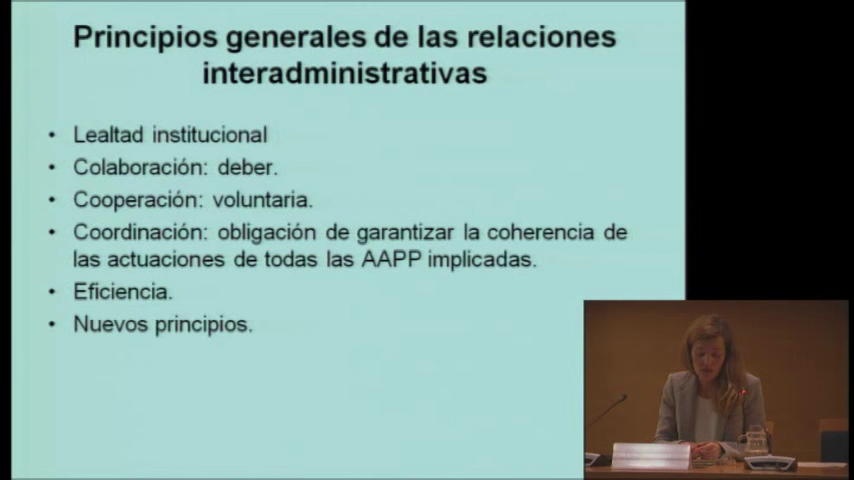 Principios generales de las relaciones
interadministrativas
• Lealtad institucional
• Colaboración: deber.
• Cooperación: voluntaria.
• Coordinación: obligación de garantizar la coherencia de
las actuaciones de todas las AAPP implicadas.
• Eficiencia.
• Nuevos principios.